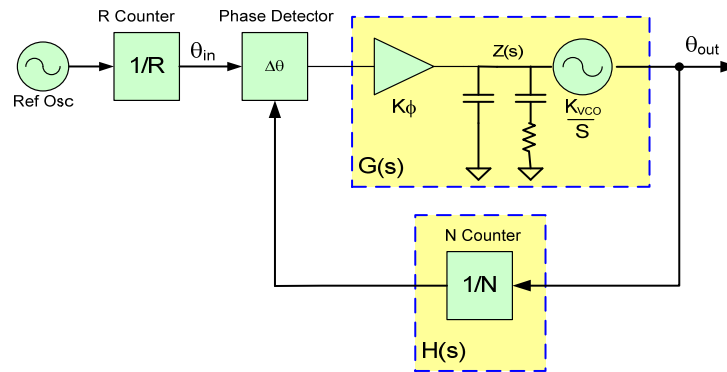 R Counter
Phase Detector
Ref Osc
1/R
θin
Δθ
Kϕ
Z(s)
KVCO
S
θout
G(s)
N Counter
1/N
H(s)